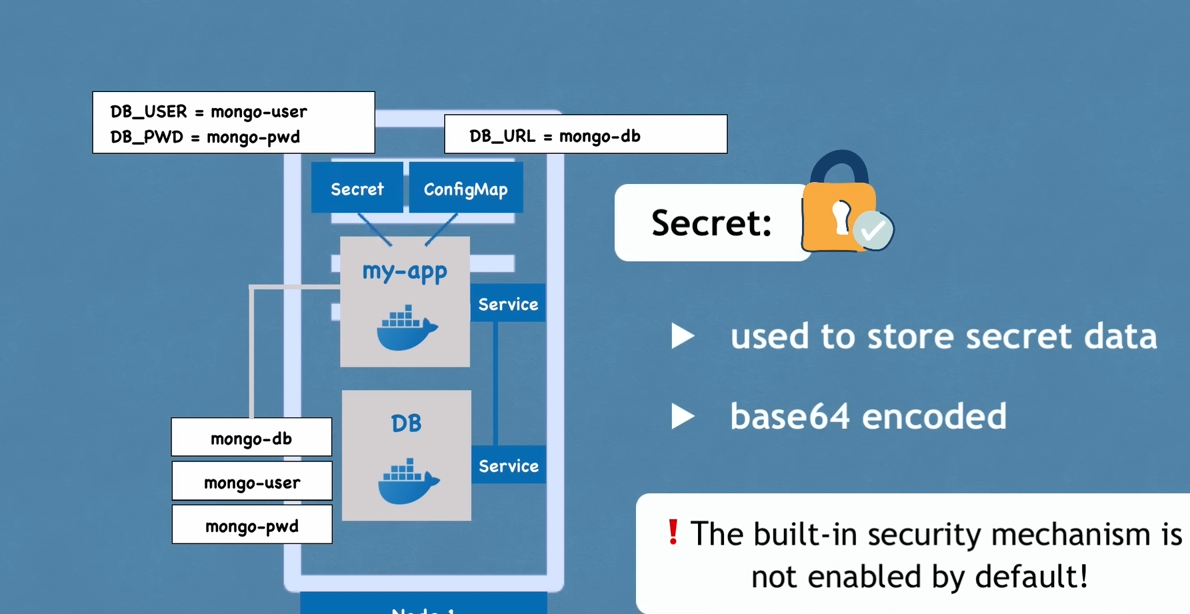 DB_USER = mongo-user
DB_PWD = mongo-pwd
DB_URL = mongo-db
Secret
ConfigMap
my-app
Service
DB
Service
mongo-db
mongo-user
mongo-pwd
Node 1
Secret:
used to store secret data
base64 encoded
! The built-in security mechanism is
not enabled by default!